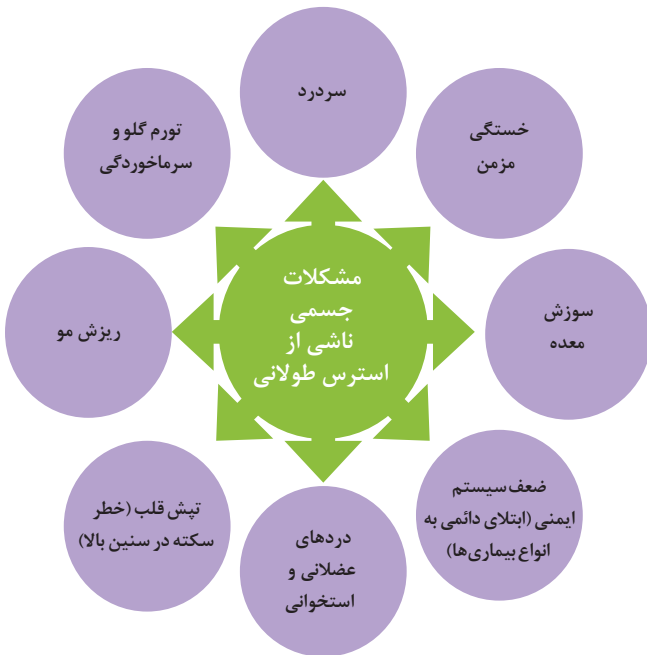 مشکلات
جسمی
ناشی از
استرس طولانی
سردرد
خستگی
مزمن
سوزش
معده
ضعف سیستم
ایمنی (ابتلای دائمی به
انواع بیماری‌ها)
دردهای
عضلانی و
استخوانی
تپش قلب (خطر
سکته در سنین بالا)
ریزش مو
تورم گلو و
سرماخوردگی